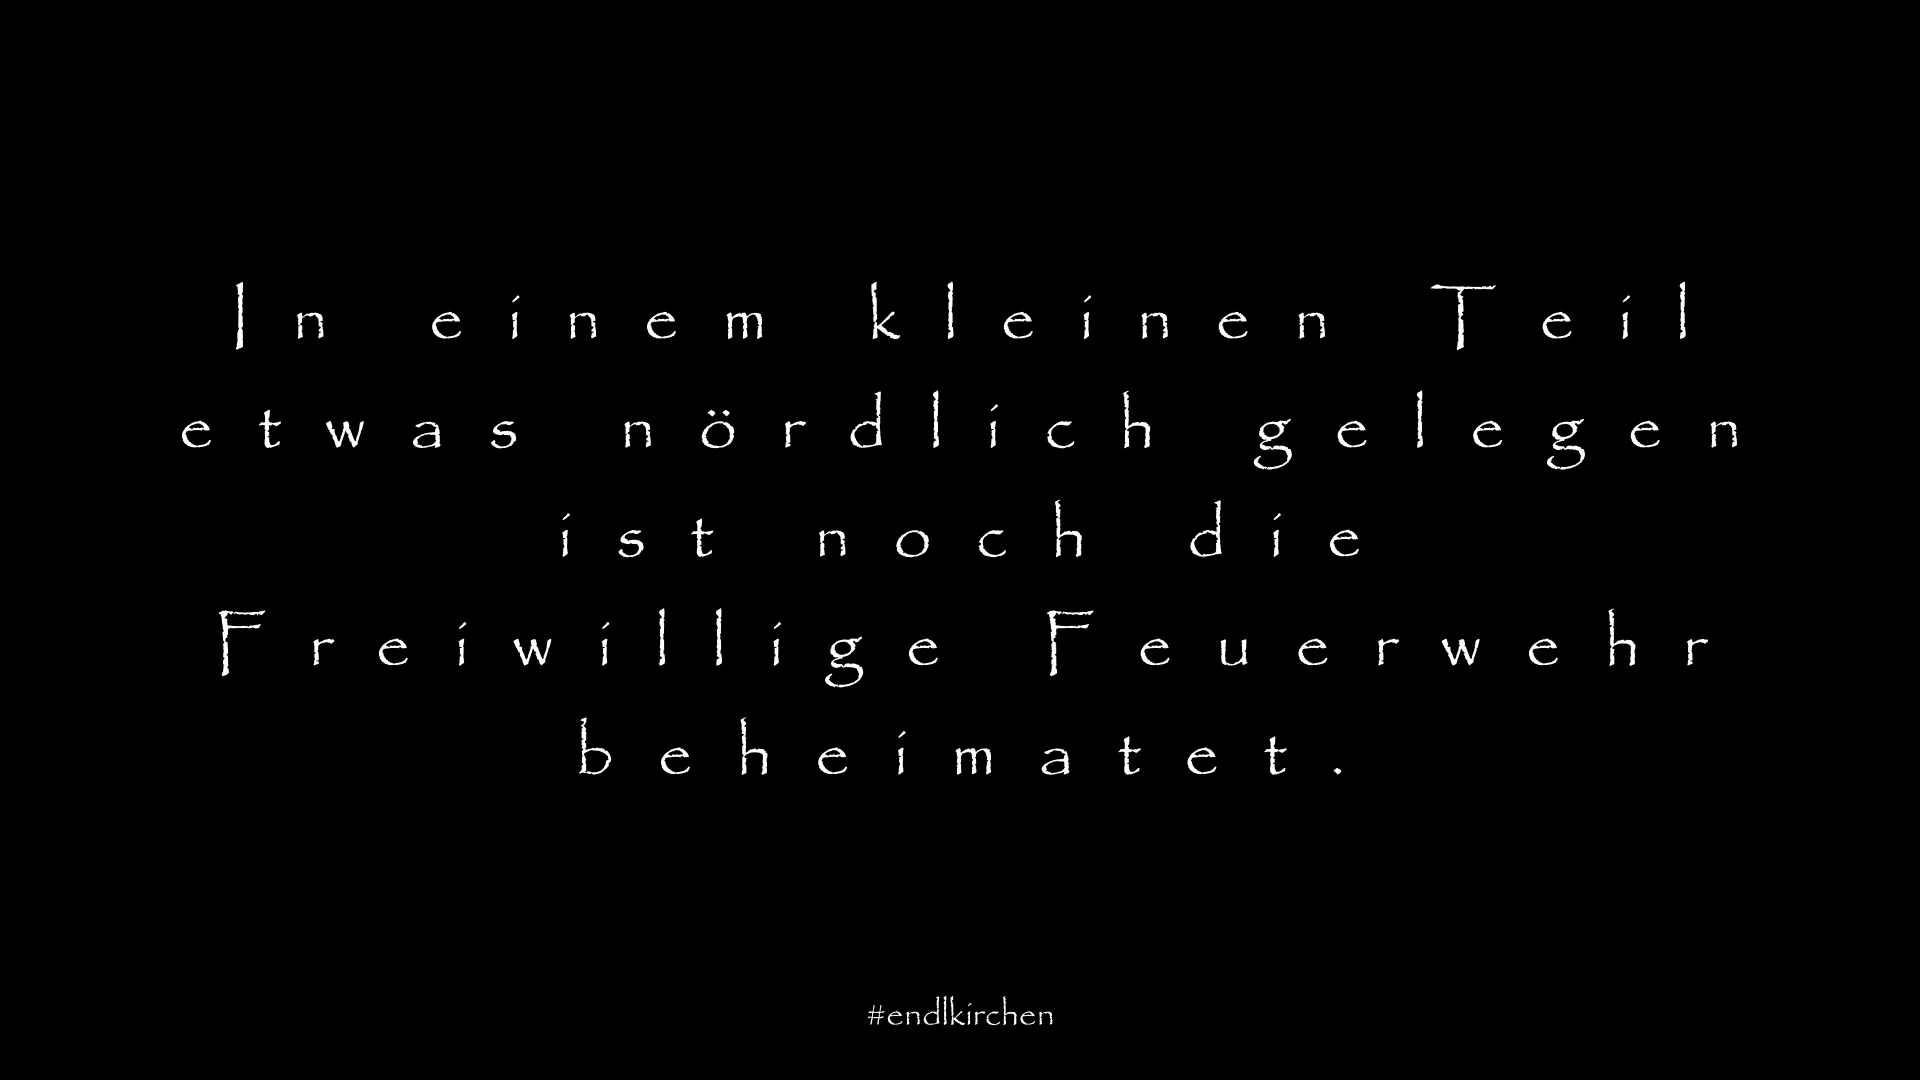 In einem kleinen Teil
etwas nördlich gelegen
ist noch die
Freiwillige Feuerwehr
beheimatet.
#endlkirchen